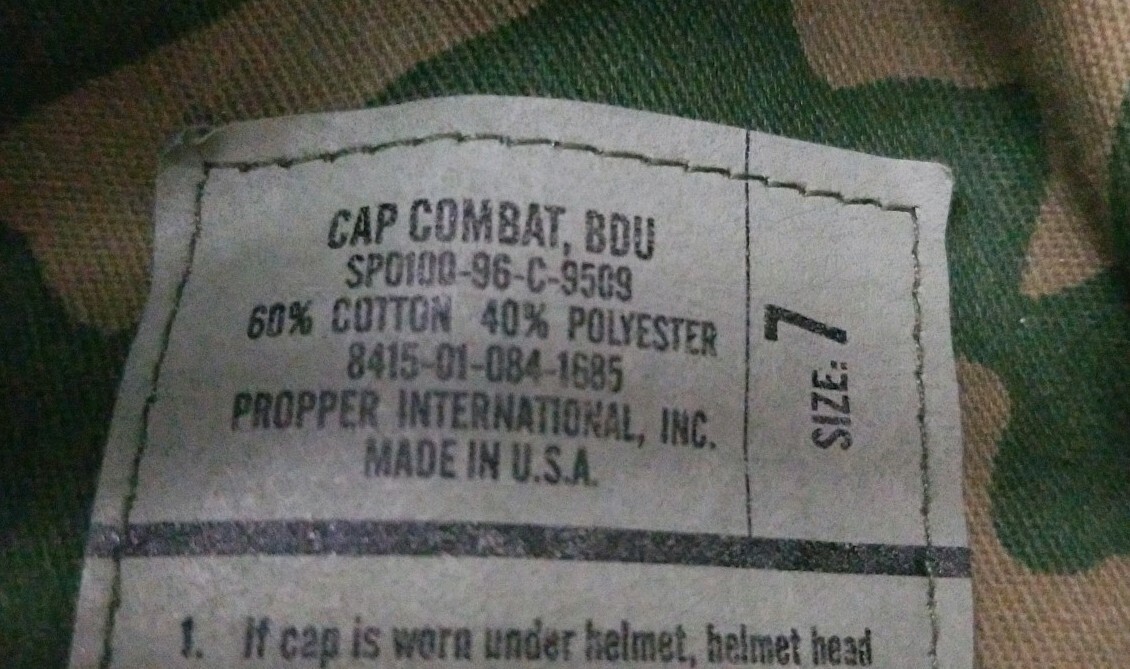 CAP COMBAT, BDU
SPO100-96-C-9509
60% COTTON 40% POLYESTER
8415-01-084-1685
PROPPER INTERNATIONAL, INC.
MADE IN U.S.A.
SIZE: 7
1. If cap is worn under helmet, helmet head